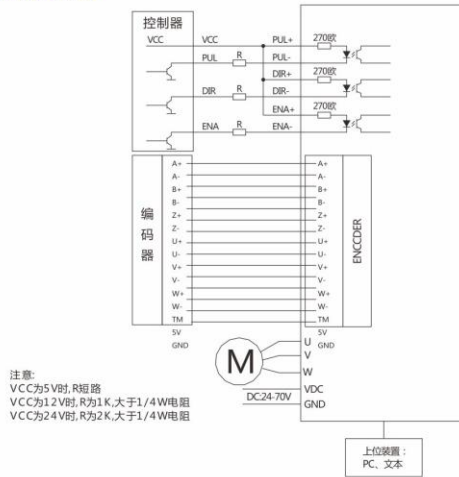 控制器
VCC VCC PUL+ 270欧
PUL R PUL-
DIR+ 270欧
DIR R DIR-
ENA+ 270欧
ENA R ENA-
编码器
A+ A+
A- A-
B+ B+
B- B-
Z+ Z+
Z- Z-
U+ U+
U- U-
V+ V+
V- V-
W+ W+
W- W-
TM TM
5V 5V
GND GND
ENCCDER
M
U
V
W
VDC
DC:24-70V
GND
注意:
VCC为5V时,R短路
VCC为12V时,R为1K,大于1/4W电阻
VCC为24V时,R为2K,大于1/4W电阻
上位装置:
PC、文本